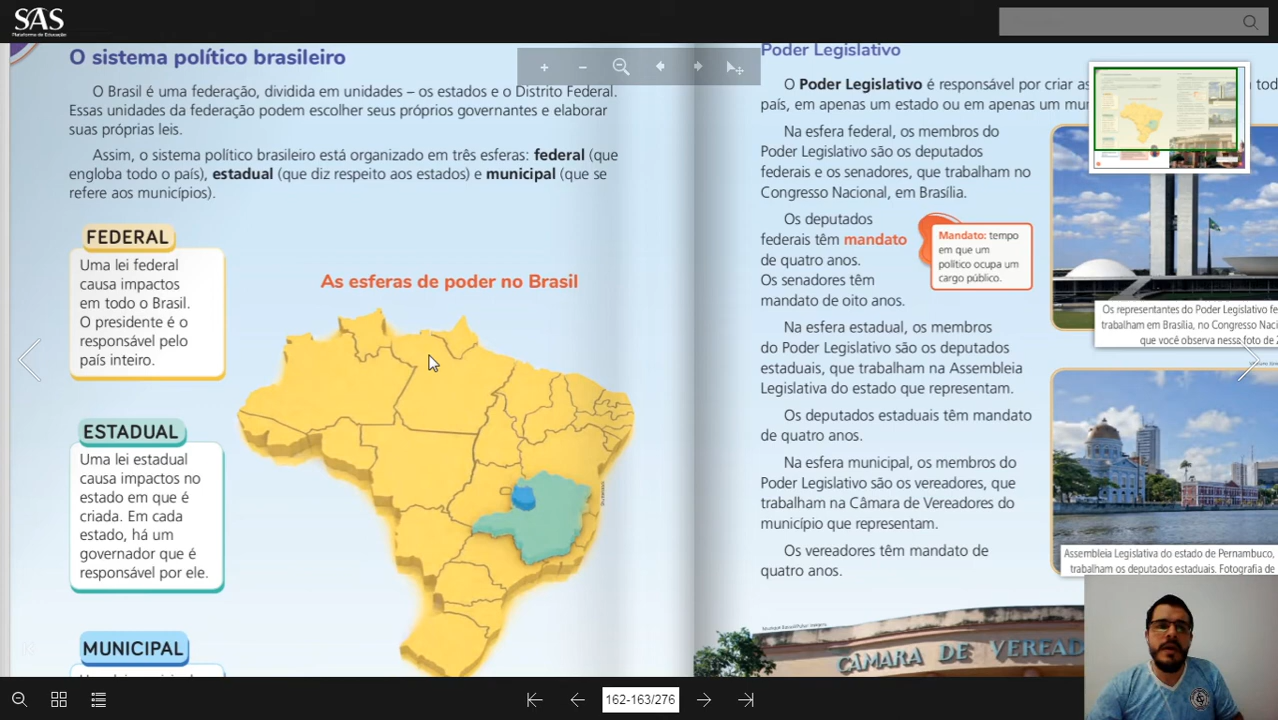 SAS
Plataforma de Educação
O sistema político brasileiro
O Brasil é uma federação, dividida em unidades – os estados e o Distrito Federal.
Essas unidades da federação podem escolher seus próprios governantes e elaborar
suas próprias leis.
Assim, o sistema político brasileiro está organizado em três esferas: federal (que
engloba todo o país), estadual (que diz respeito aos estados) e municipal (que se
refere aos municípios).
FEDERAL
Uma lei federal
causa impactos
em todo o Brasil.
O presidente é o
responsável pelo
país inteiro.
As esferas de poder no Brasil
ESTADUAL
Uma lei estadual
causa impactos no
estado em que é
criada. Em cada
estado, há um
governador que é
responsável por ele.
MUNICIPAL
Poder Legislativo
O Poder Legislativo é responsável por criar as
país, em apenas um estado ou em apenas um mun
Na esfera federal, os membros do
Poder Legislativo são os deputados
federais e os senadores, que trabalham no
Congresso Nacional, em Brasília.
Os deputados
federais têm mandato
de quatro anos.
Os senadores têm
mandato de oito anos.
Mandato: tempo
em que um
político ocupa um
cargo público.
Na esfera estadual, os membros
do Poder Legislativo são os deputados
estaduais, que trabalham na Assembleia
Legislativa do estado que representam.
Os deputados estaduais têm mandato
de quatro anos.
Na esfera municipal, os membros do
Poder Legislativo são os vereadores, que
trabalham na Câmara de Vereadores do
município que representam.
Os vereadores têm mandato de
quatro anos.
Os representantes do Poder Legislativo fe
trabalham em Brasília, no Congresso Nac
que você observa nesso foto de 2
Assembleia Legislativa do estado de Pernambuco,
trabalham os deputados estaduais. Fotografia de
CÂMARA DE VEREAD
162-163/276